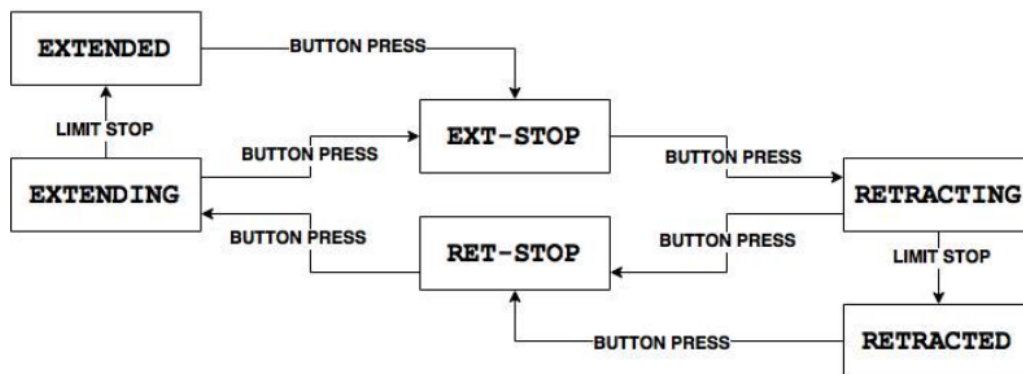 EXTENDED
BUTTON PRESS
LIMIT STOP
EXT-STOP
BUTTON PRESS
BUTTON PRESS
EXTENDING
RETRACTING
BUTTON PRESS
RET-STOP
BUTTON PRESS
LIMIT STOP
BUTTON PRESS
RETRACTED